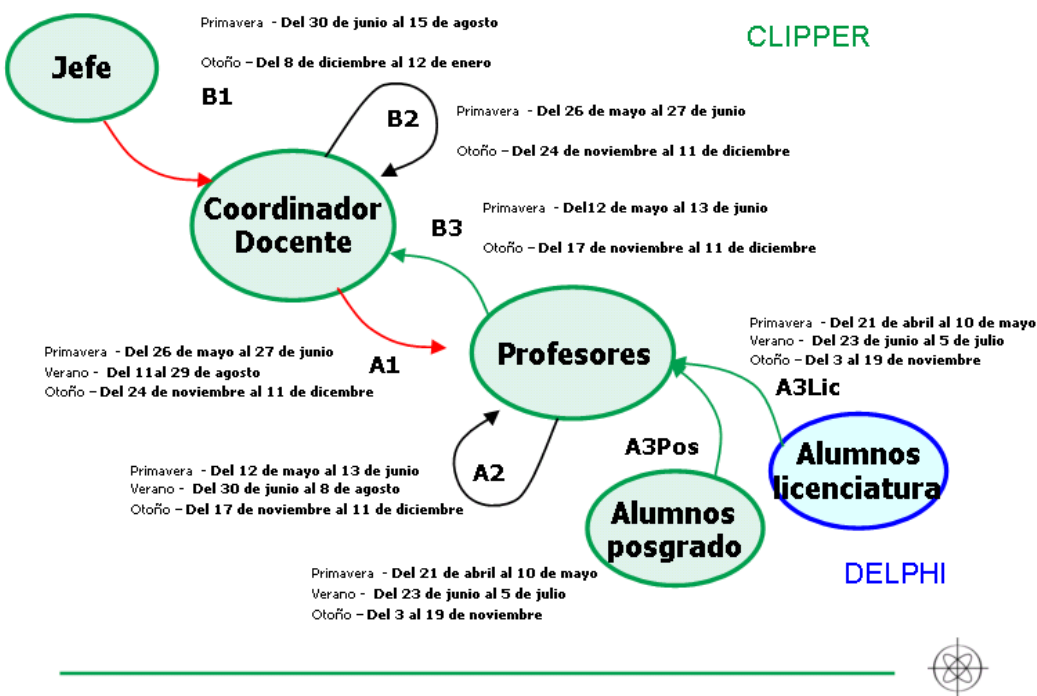 Primavera - Del 30 de junio al 15 de agosto
CLIPPER
Jefe
Otoño – Del 8 de diciembre al 12 de enero
B1
B2
Primavera - Del 26 de mayo al 27 de junio
Otoño – Del 24 de noviembre al 11 de diciembre
Coordinador
Docente
B3
Primavera - Del12 de mayo al 13 de junio
Otoño – Del 17 de noviembre al 11 de diciembre
Primavera - Del 26 de mayo al 27 de junio
Verano - Del 11al 29 de agosto
Otoño – Del 24 de noviembre al 11 de dicembre
A1
Profesores
Primavera - Del 21 de abril al 10 de mayo
Verano - Del 23 de junio al 5 de julio
Otoño – Del 3 al 19 de noviembre
A3Lic
Primavera - Del 12 de mayo al 13 de junio
Verano - Del 30 de junio al 8 de agosto
Otoño – Del 17 de noviembre al 11 de diciembre
A2
A3Pos
Alumnos
licenciatura
Alumnos
posgrado
DELPHI
Primavera - Del 21 de abril al 10 de mayo
Verano - Del 23 de junio al 5 de julio
Otoño – Del 3 al 19 de noviembre